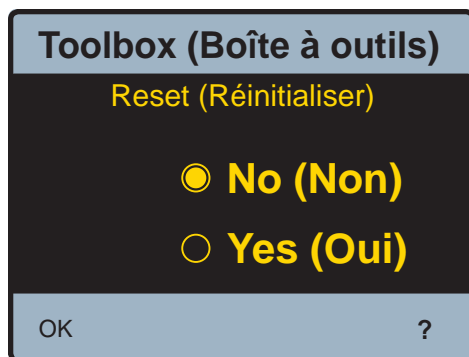 Toolbox (Boîte à outils)
Reset (Réinitialiser)
No (Non)
Yes (Oui)
OK ?